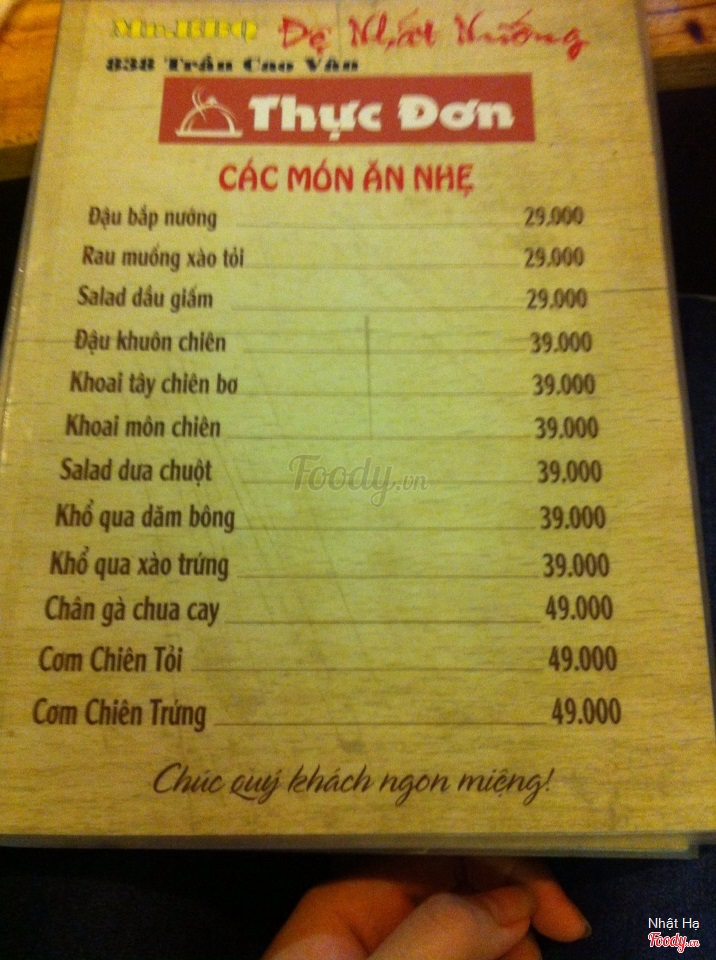 Mr.BBQ Đệ Nhất Nướng
838 Trần Cao Vân
Thực Đơn
CÁC MÓN ĂN NHẸ
Đậu bắp nướng 29.000
Rau muống xào tỏi 29.000
Salad dầu giấm 29.000
Đậu khuôn chiên 39.000
Khoai tây chiên bơ 39.000
Khoai môn chiên 39.000
Salad dưa chuột 39.000
Khổ qua dăm bông 39.000
Khổ qua xào trứng 39.000
Chân gà chua cay 49.000
Cơm Chiên Tỏi 49.000
Cơm Chiên Trứng 49.000
Chúc quý khách ngon miệng!
Foody.vn
Nhật Hạ
Foody.vn